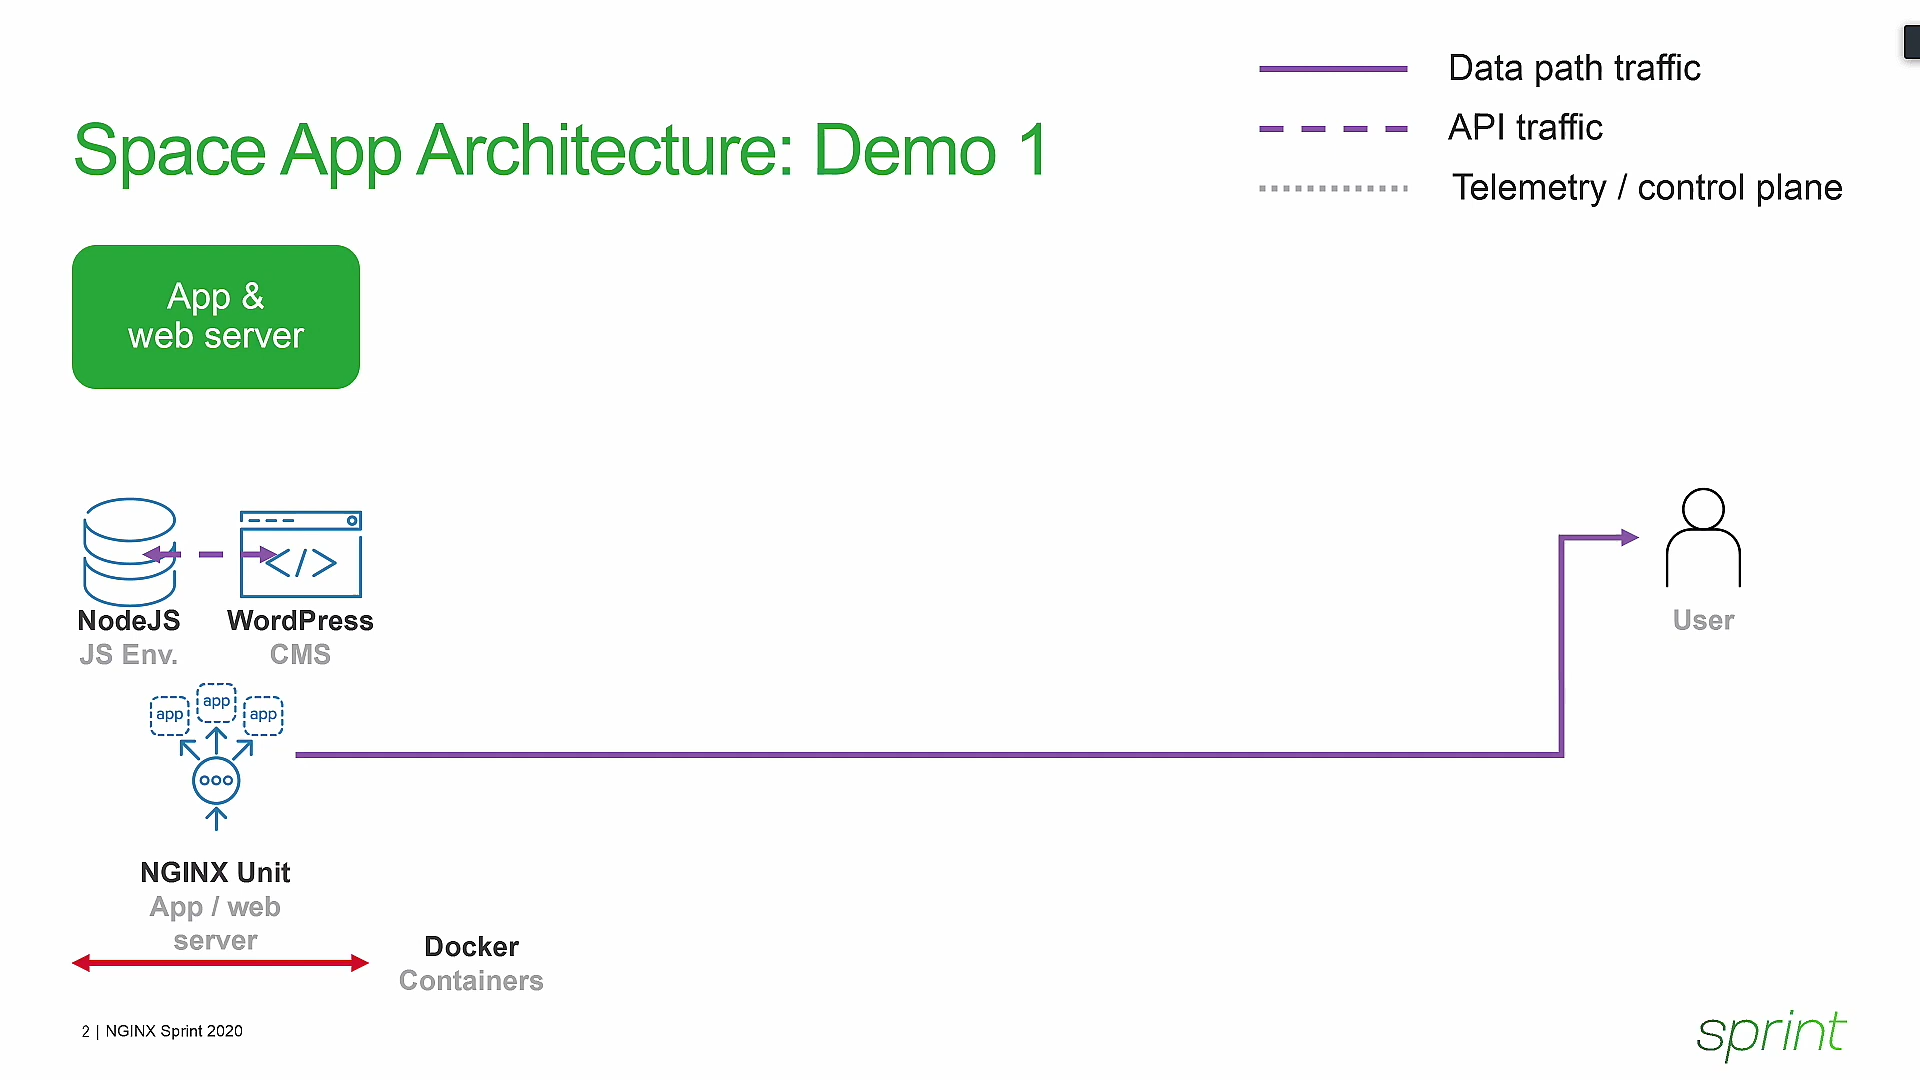 Data path traffic
API traffic
Telemetry / control plane
Space App Architecture: Demo 1
App &
web server
NodeJS
JS Env.
WordPress
CMS
</>
User
app
app
app
NGINX Unit
App / web
server
Docker
Containers
2 | NGINX Sprint 2020
sprint